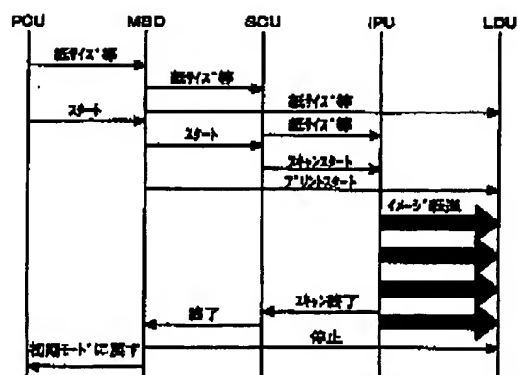 PCU MBD SCU IPU LDU
紙サイズ等
紙サイズ等
紙サイズ等
スタート
紙サイズ等
スタート
スキャンスタート
プリントスタート
イメージ転送
スキャン終了
終了
停止
初期モードに戻す